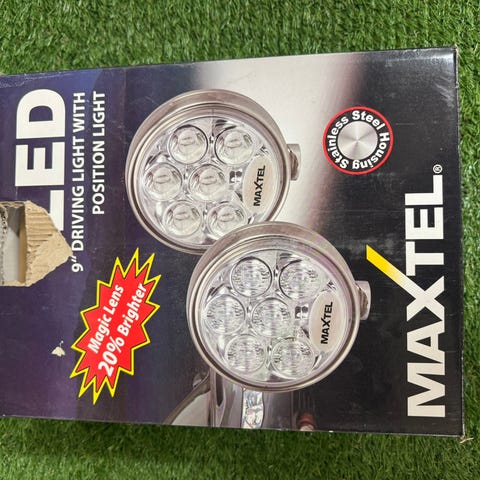 MAXTEL®
Stainless Steel Housing
MAXTEL
MAXTEL
LED
9" DRIVING LIGHT WITH
POSITION LIGHT
Magic Lens
20% Brighter